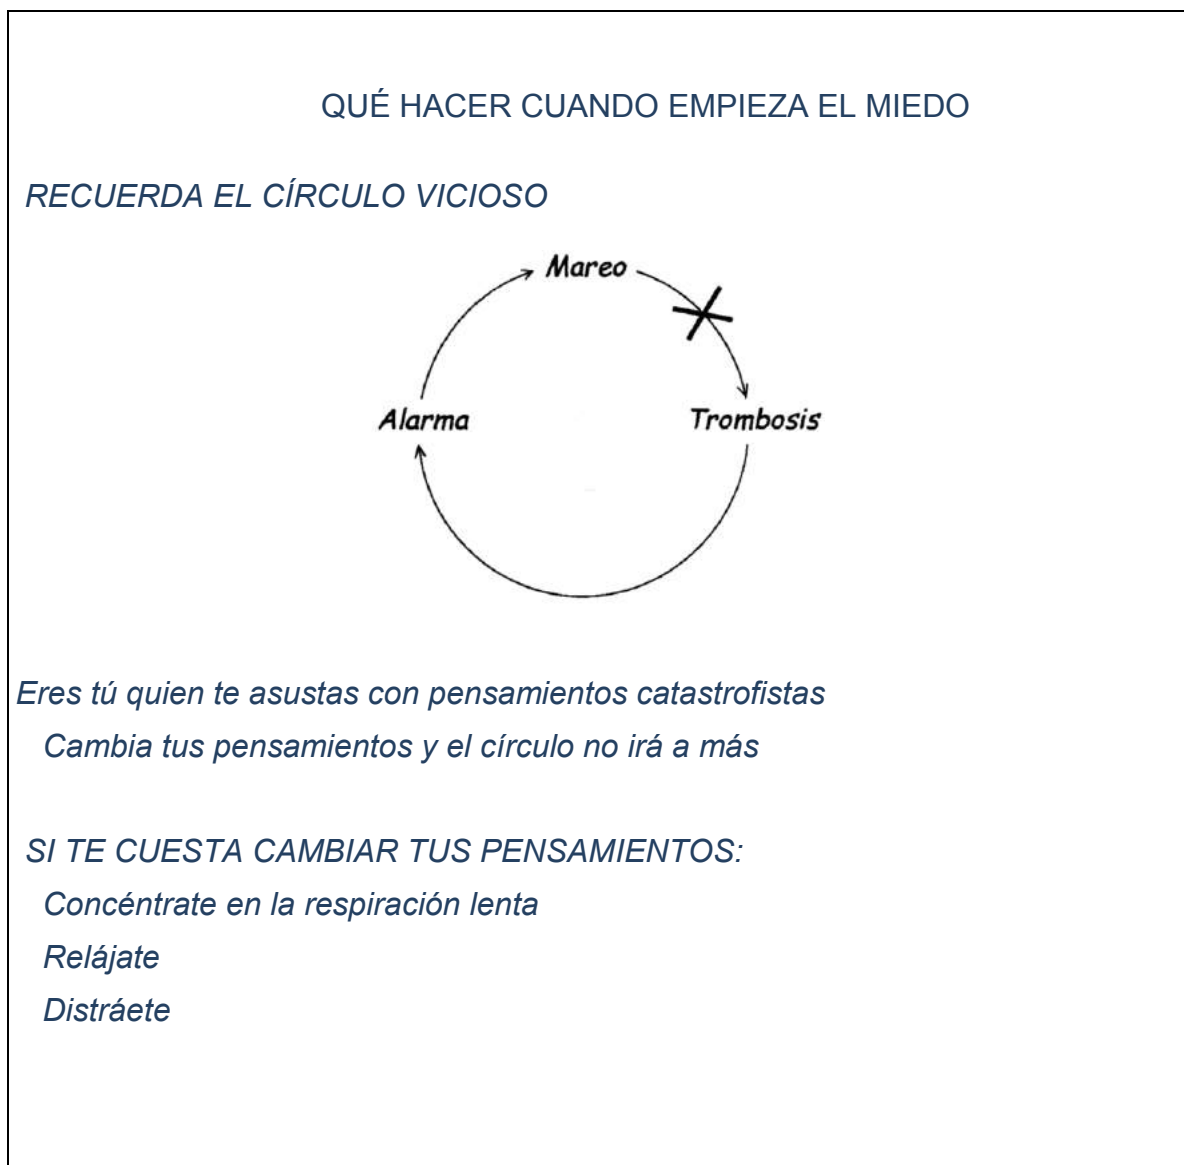 QUÉ HACER CUANDO EMPIEZA EL MIEDO
RECUERDA EL CÍRCULO VICIOSO
Mareo
Alarma
Trombosis
Eres tú quien te asustas con pensamientos catastrofistas
Cambia tus pensamientos y el círculo no irá a más
SI TE CUESTA CAMBIAR TUS PENSAMIENTOS:
Concéntrate en la respiración lenta
Relájate
Distráete